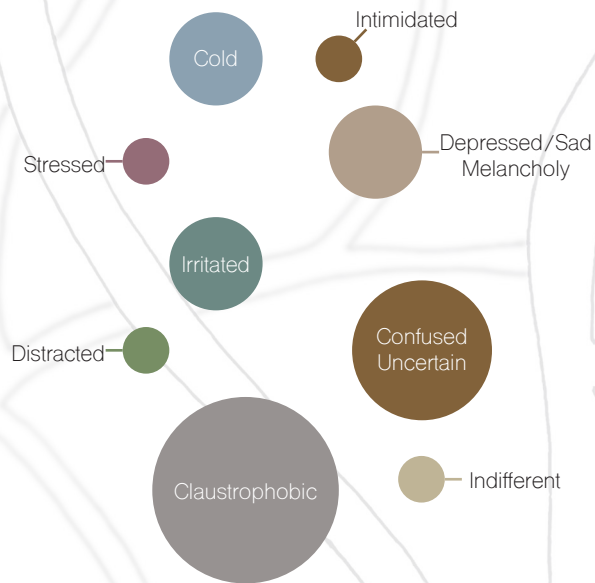 Intimidated
Cold
Depressed/Sad
Melancholy
Stressed
Irritated
Confused
Uncertain
Distracted
Indifferent
Claustrophobic